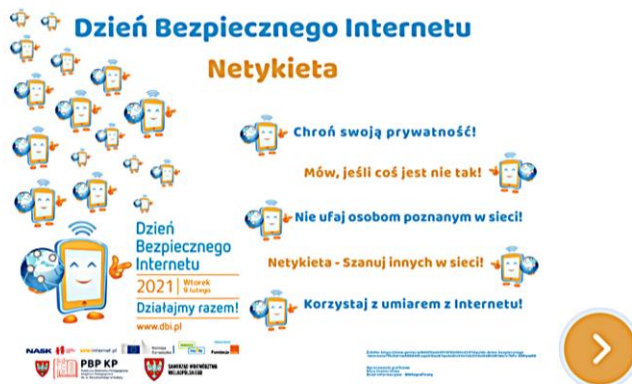 Dzień Bezpiecznego Internetu
Netykieta
Chroń swoją prywatność!
Mów, jeśli coś jest nie tak!
Nie ufaj osobom poznanym w sieci!
Netykieta - Szanuj innych w sieci!
Korzystaj z umiarem z Internetu!
Dzień
Bezpiecznego
Internetu
2021 Wtorek
9 lutego
Działajmy razem!
www.dbi.pl
NASK
PBP KP